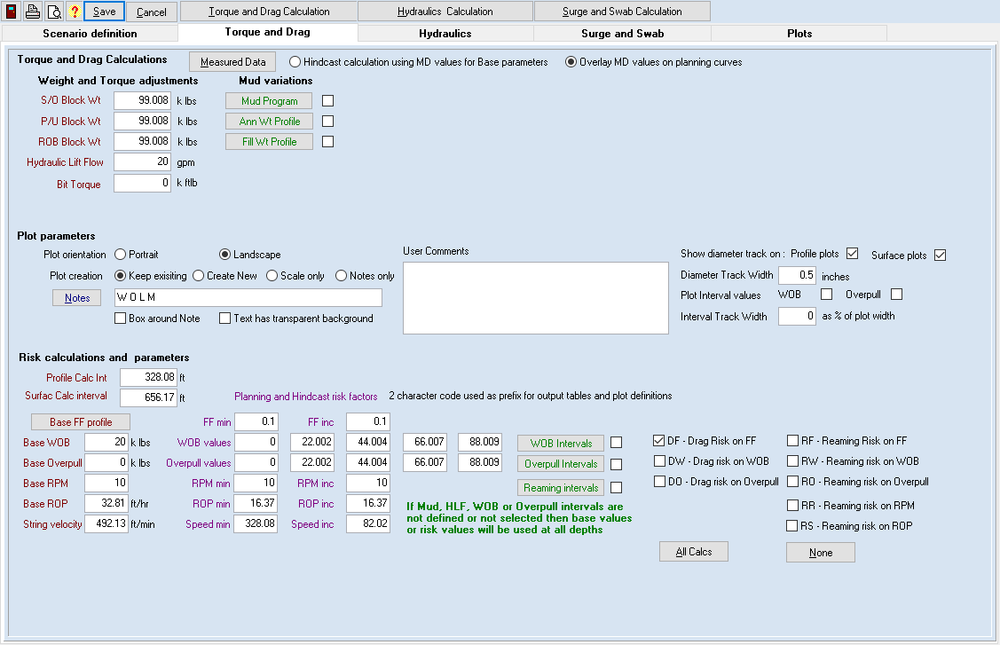 ? Save Cancel Torque and Drag Calculation Hydraulics Calculation Surge and Swab Calculation
Scenario definition Torque and Drag Hydraulics Surge and Swab Plots
Torque and Drag Calculations Measured Data Hindcast calculation using MD values for Base parameters Overlay MD values on planning curves
Weight and Torque adjustments Mud variations
S/O Block Wt 99.008 k lbs Mud Program
P/U Block Wt 99.008 k lbs Ann Wt Profile
ROB Block Wt 99.008 k lbs Fill Wt Profile
Hydraulic Lift Flow 20 gpm
Bit Torque 0 k ftlb
Plot parameters
Plot orientation Portrait Landscape User Comments Show diameter track on : Profile plots Surface plots
Plot creation Keep exisiting Create New Scale only Notes only Diameter Track Width 0.5 inches
Notes W O L M Plot Interval values WOB Overpull
Box around Note Text has transparent background Interval Track Width 0 as % of plot width
Risk calculations and parameters
Profile Calc Int 328.08 ft
Surfac Calc interval 656.17 ft Planning and Hindcast risk factors 2 character code used as prefix for output tables and plot definitions
Base FF profile FF min 0.1 FF inc 0.1
Base WOB 20 k lbs WOB values 0 22.002 44.004 66.007 88.009 WOB Intervals DF - Drag Risk on FF RF - Reaming Risk on FF
Base Overpull 0 k lbs Overpull values 0 22.002 44.004 66.007 88.009 Overpull Intervals DW - Drag risk on WOB RW - Reaming risk on WOB
Base RPM 10 RPM min 10 RPM inc 10 Reaming intervals DO - Drag risk on Overpull RO - Reaming risk on Overpull
Base ROP 32.81 ft/hr ROP min 16.37 ROP inc 16.37 If Mud, HLF, WOB or Overpull intervals are RR - Reaming risk on RPM
String velocity 492.13 ft/min Speed min 328.08 Speed inc 82.02 not defined or not selected then base values RS - Reaming risk on ROP
or risk values will be used at all depths
All Calcs None